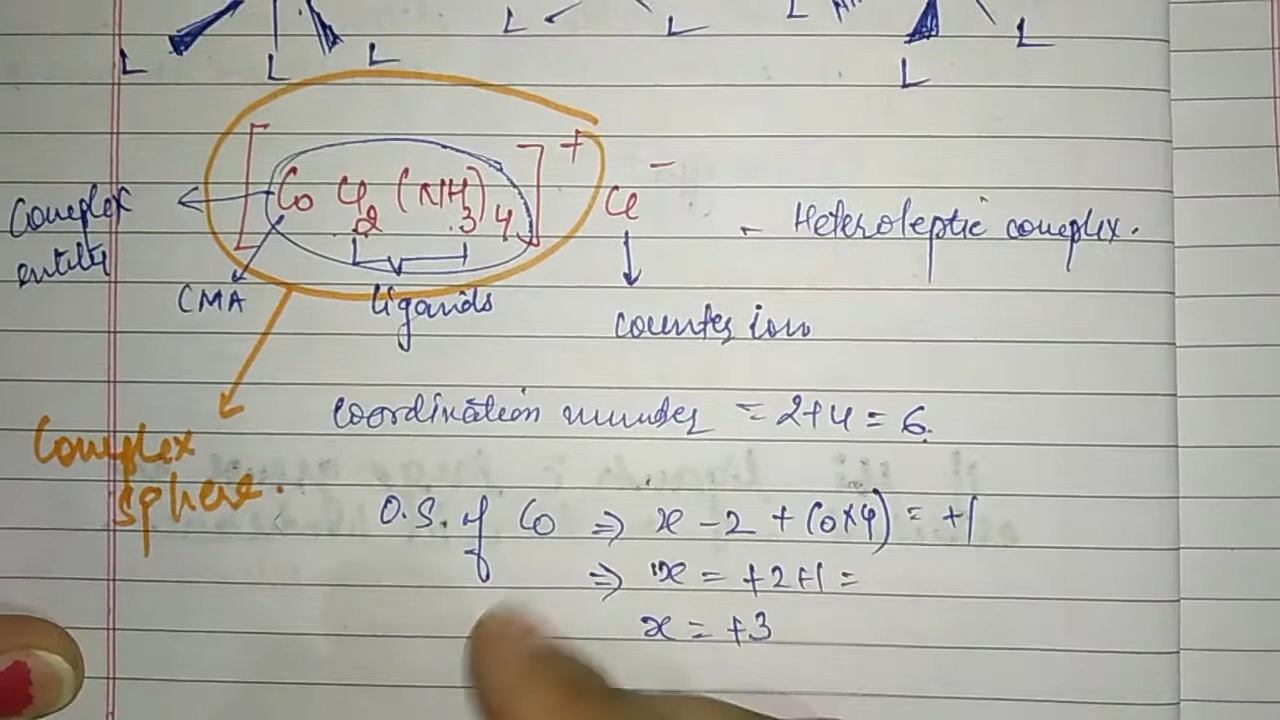 L L L L L L L L
[Co Cl2 (NH3)4]+ Cl-
Complex entity
CMA
ligands
counter ion
- Heteroleptic complex.
Coordination number = 2+4 = 6.
Complex sphere.
O.S. of Co ⇒ x - 2 + (0×4) = +1
⇒ x = +2+1 =
x = +3